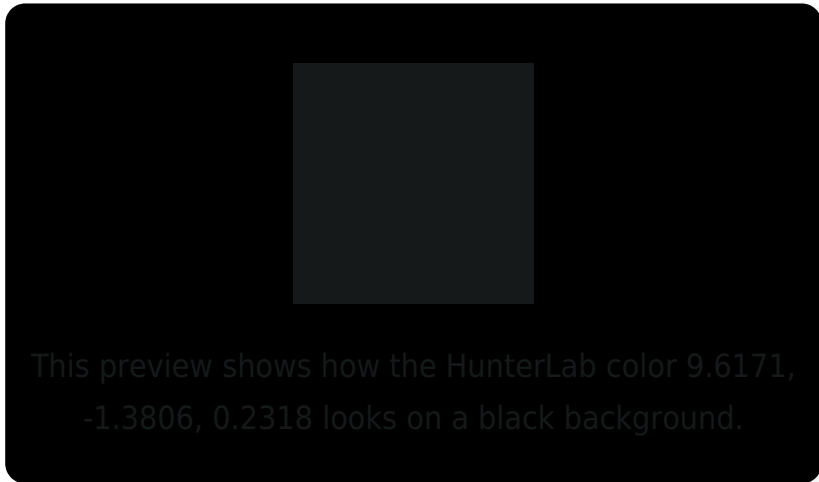 This preview shows how the HunterLab color 9.6171,
-1.3806, 0.2318 looks on a black background.